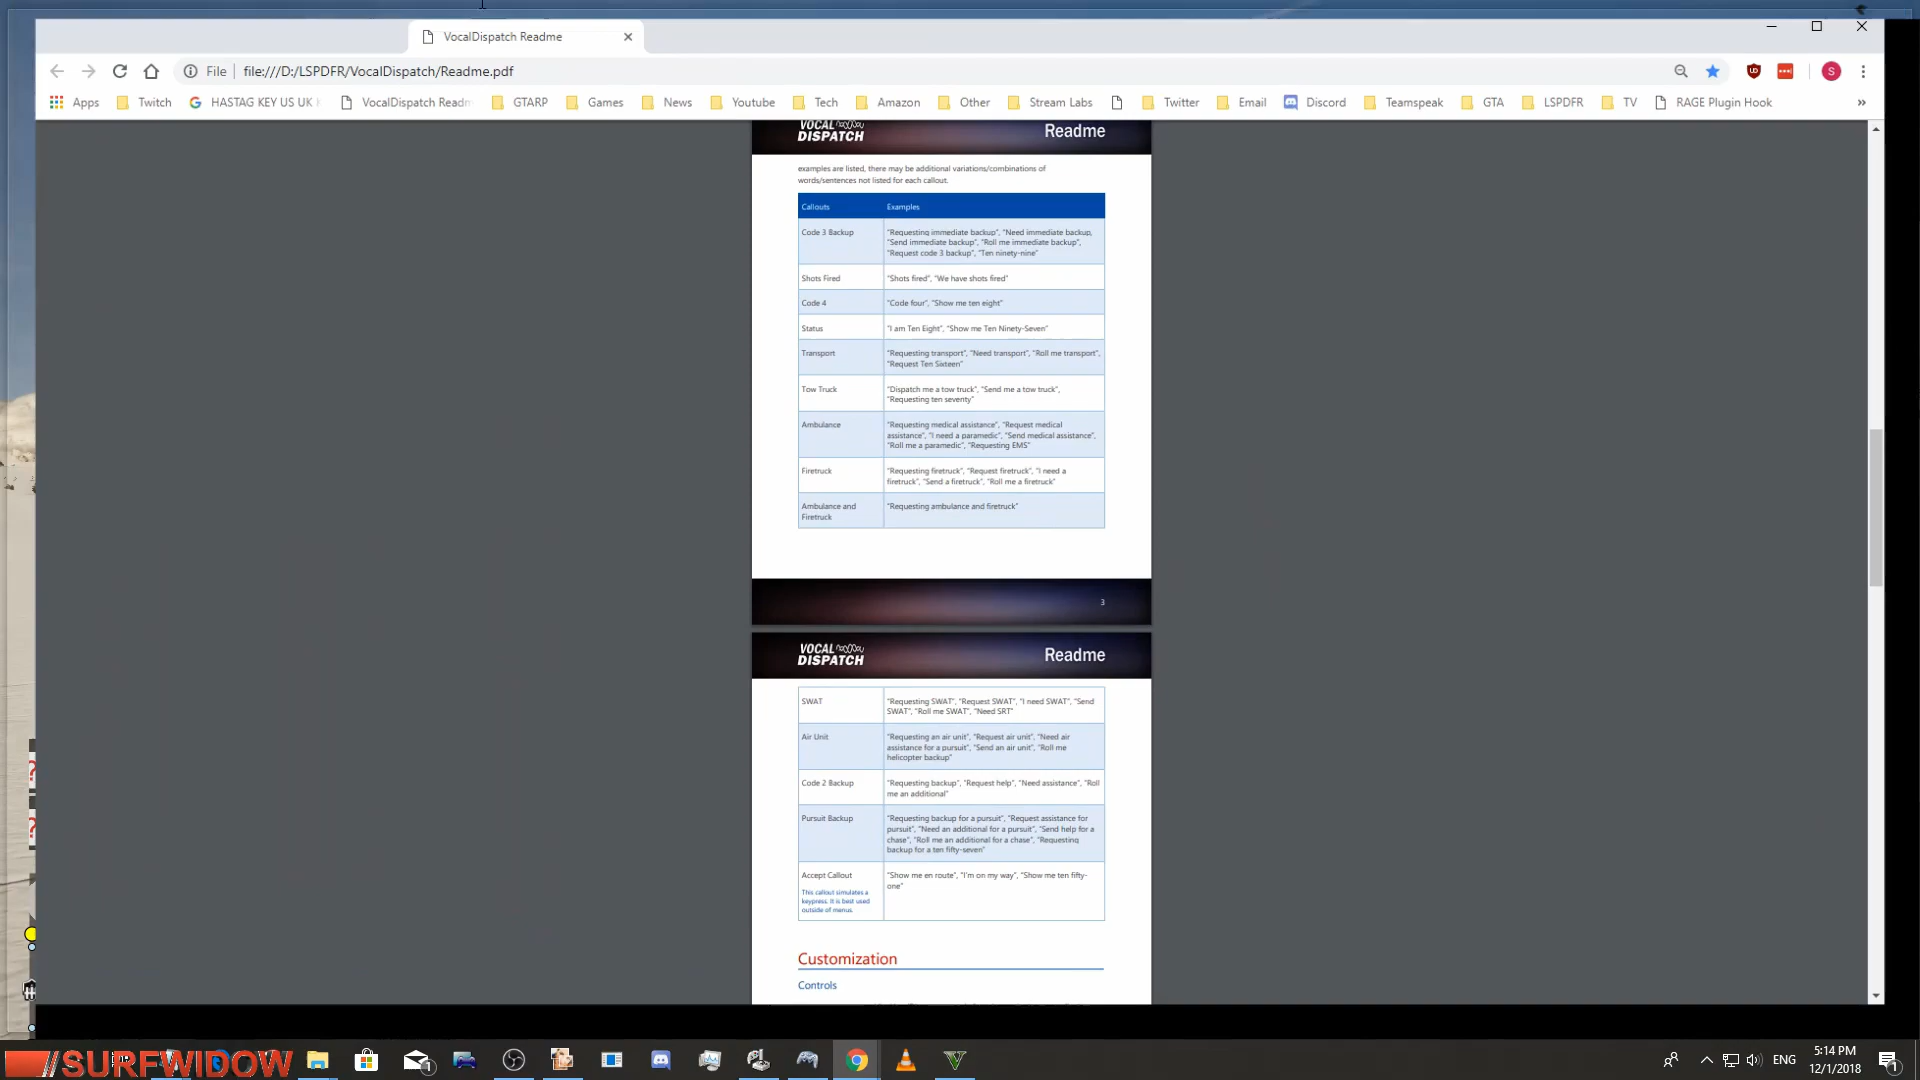 VocalDispatch Readme
File
file:///D:/LSPDFR/VocalDispatch/Readme.pdf
S
Apps
Twitch
HASTAG KEY US UK
VocalDispatch Readm
GTARP
Games
News
Youtube
Tech
Amazon
Other
Stream Labs
Twitter
Email
Discord
Teamspeak
GTA
LSPDFR
TV
RAGE Plugin Hook
»
VOCAL
DISPATCH
Readme
examples are listed, there may be additional variations/combinations of
words/sentences not listed for each callout.
Callouts Examples
Code 3 Backup "Requesting immediate backup", "Need immediate backup,
"Send immediate backup", "Roll me immediate backup",
"Request code 3 backup", "Ten ninety-nine"
Shots Fired "Shots fired", "We have shots fired"
Code 4 "Code four", "Show me ten eight"
Status "I am Ten Eight", "Show me Ten Ninety-Seven"
Transport "Requesting transport", "Need transport", "Roll me transport",
"Request Ten Sixteen"
Tow Truck "Dispatch me a tow truck", "Send me a tow truck",
"Requesting ten seventy"
Ambulance "Requesting medical assistance", "Request medical
assistance", "I need a paramedic", "Send medical assistance",
"Roll me a paramedic", "Requesting EMS"
Firetruck "Requesting firetruck", "Request firetruck", "I need a
firetruck", "Send a firetruck", "Roll me a firetruck"
Ambulance and "Requesting ambulance and firetruck"
Firetruck
3
VOCAL
DISPATCH
Readme
SWAT "Requesting SWAT", "Request SWAT", "I need SWAT", "Send
SWAT", "Roll me SWAT", "Need SRT"
Air Unit "Requesting an air unit", "Request air unit", "Need air
assistance for a pursuit", "Send an air unit", "Roll me
helicopter backup"
Code 2 Backup "Requesting backup", "Request help", "Need assistance", "Roll
me an additional"
Pursuit Backup "Requesting backup for a pursuit", "Request assistance for
pursuit", "Need an additional for a pursuit", "Send help for a
chase", "Roll me an additional for a chase", "Requesting
backup for a ten fifty-seven"
Accept Callout "Show me en route", "I'm on my way", "Show me ten fifty-
one"
This callout simulates a
keypress. It is best used
outside of menus.
Customization
Controls
//SURFWIDOW
1
ENG
5:14 PM
12/1/2018
1